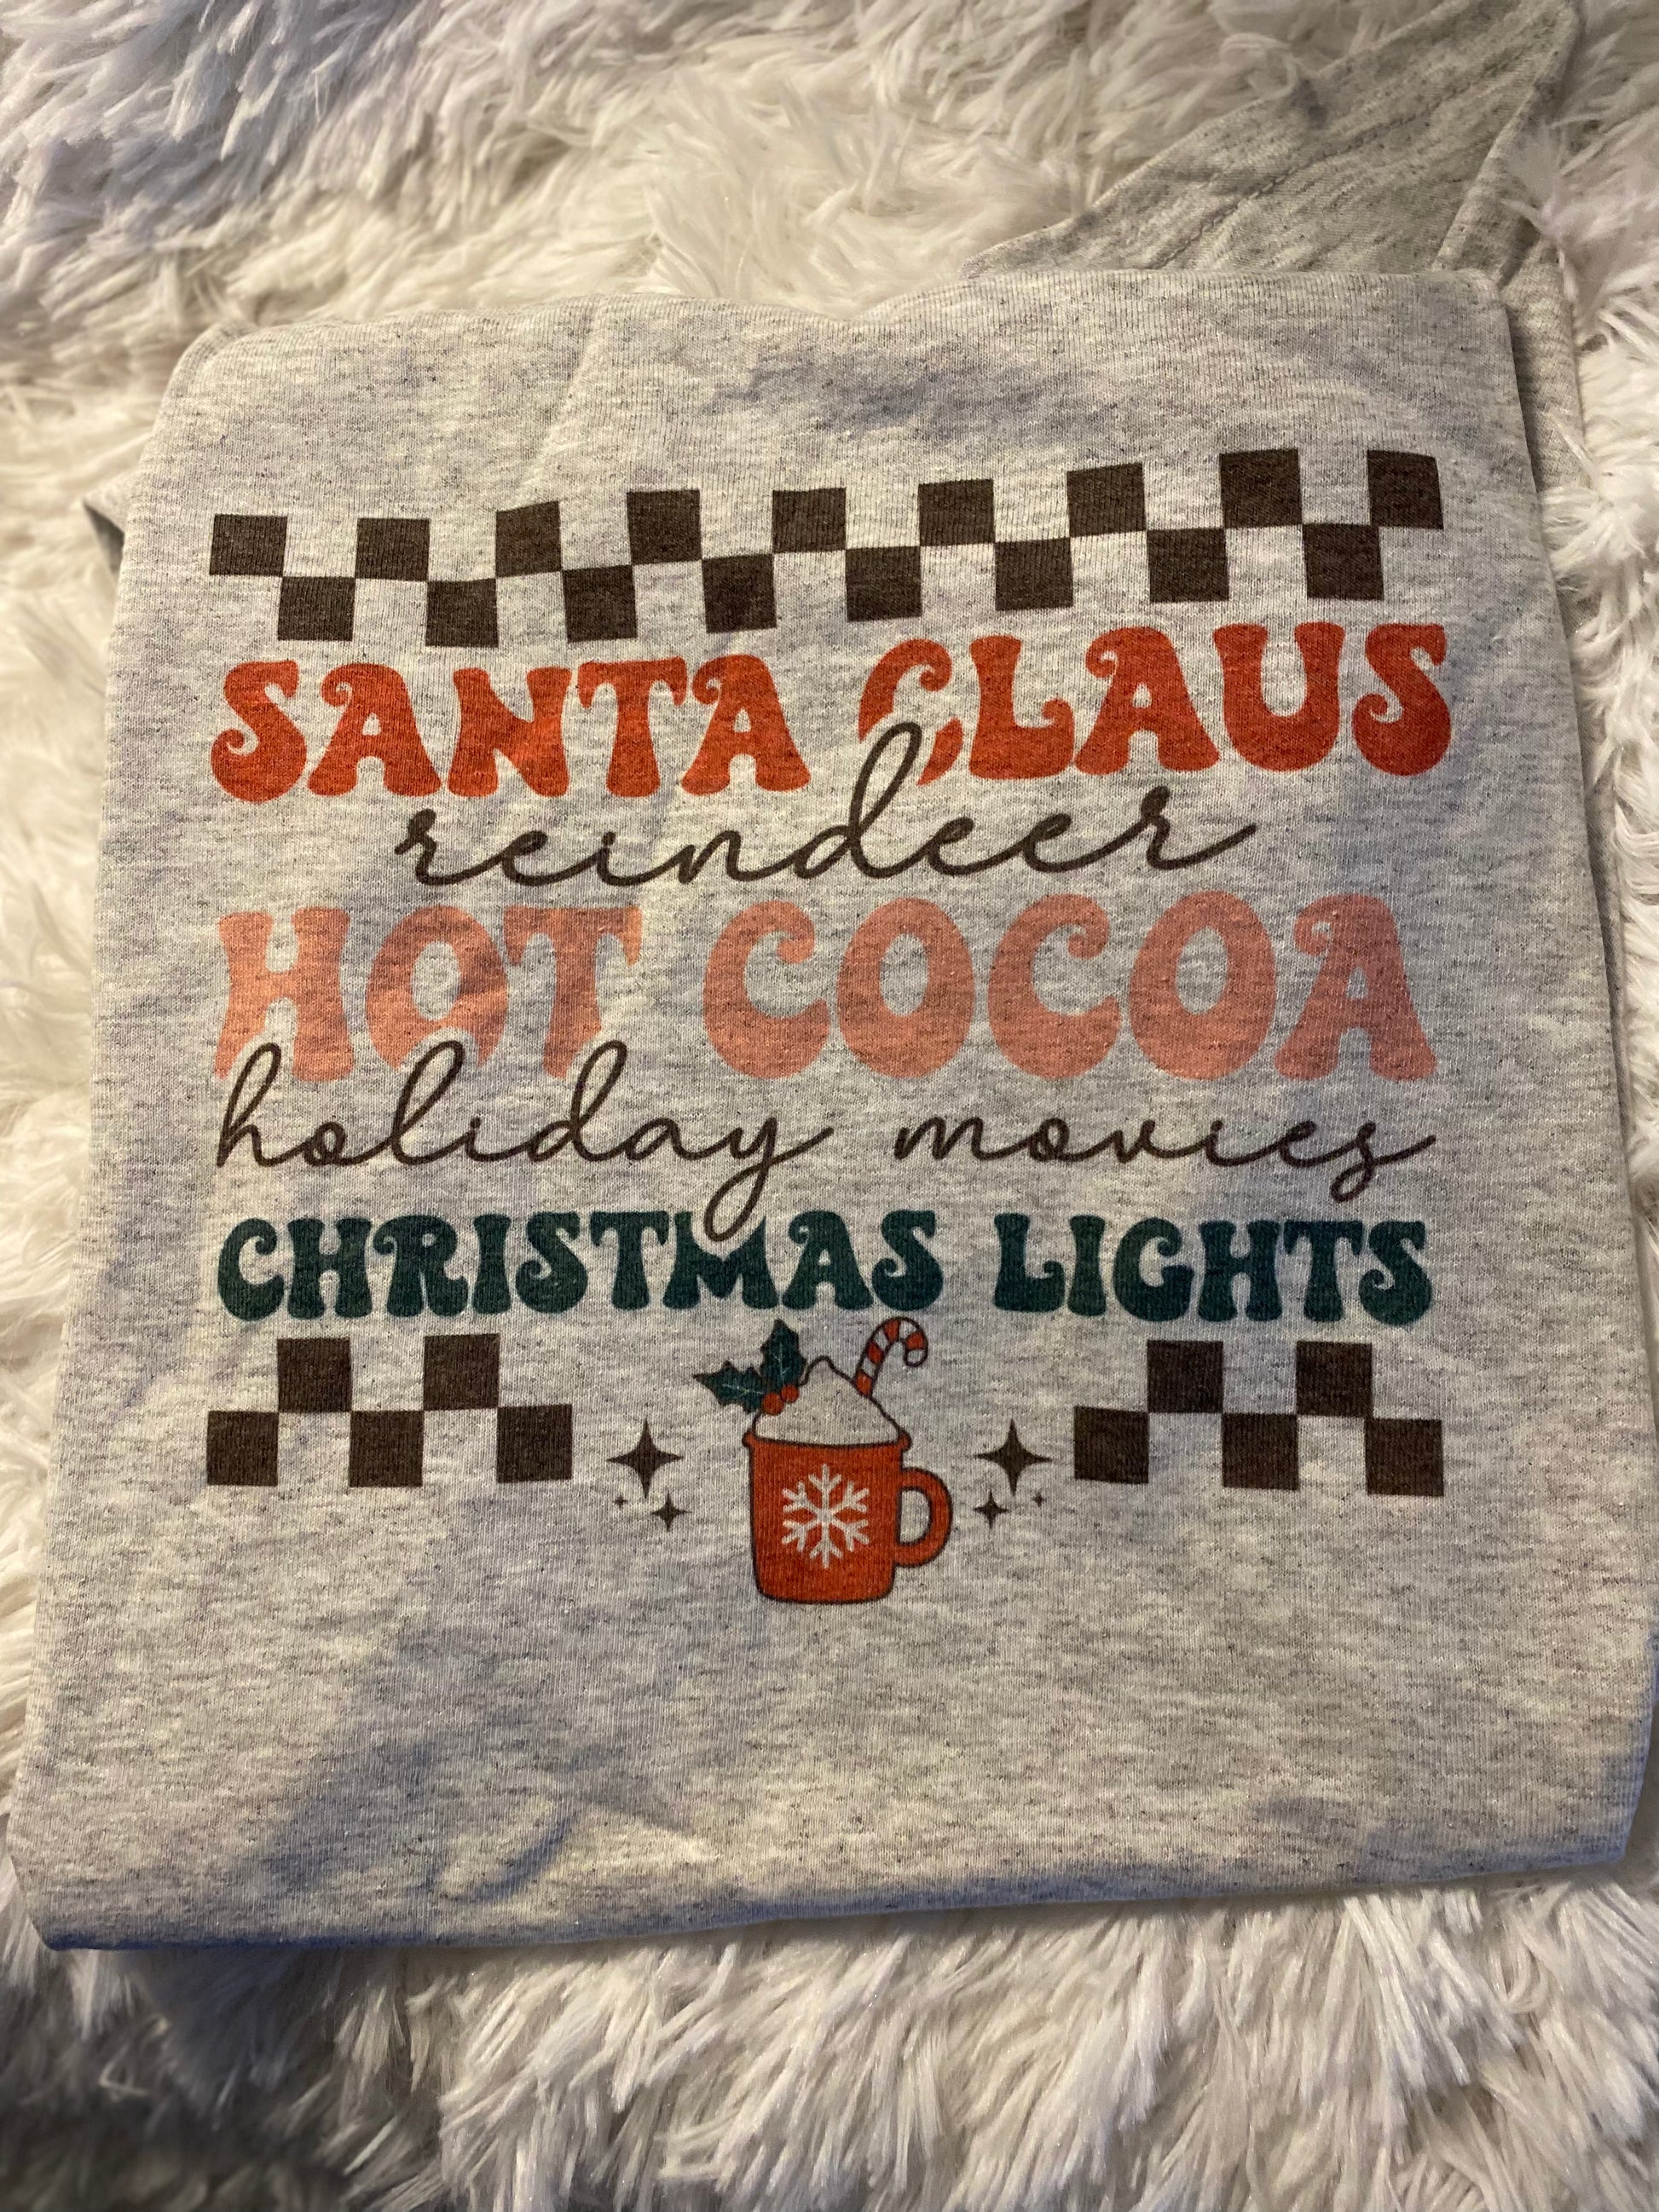 SANTA CLAUS
reindeer
HOT COCOA
holiday movies
CHRISTMAS LIGHTS